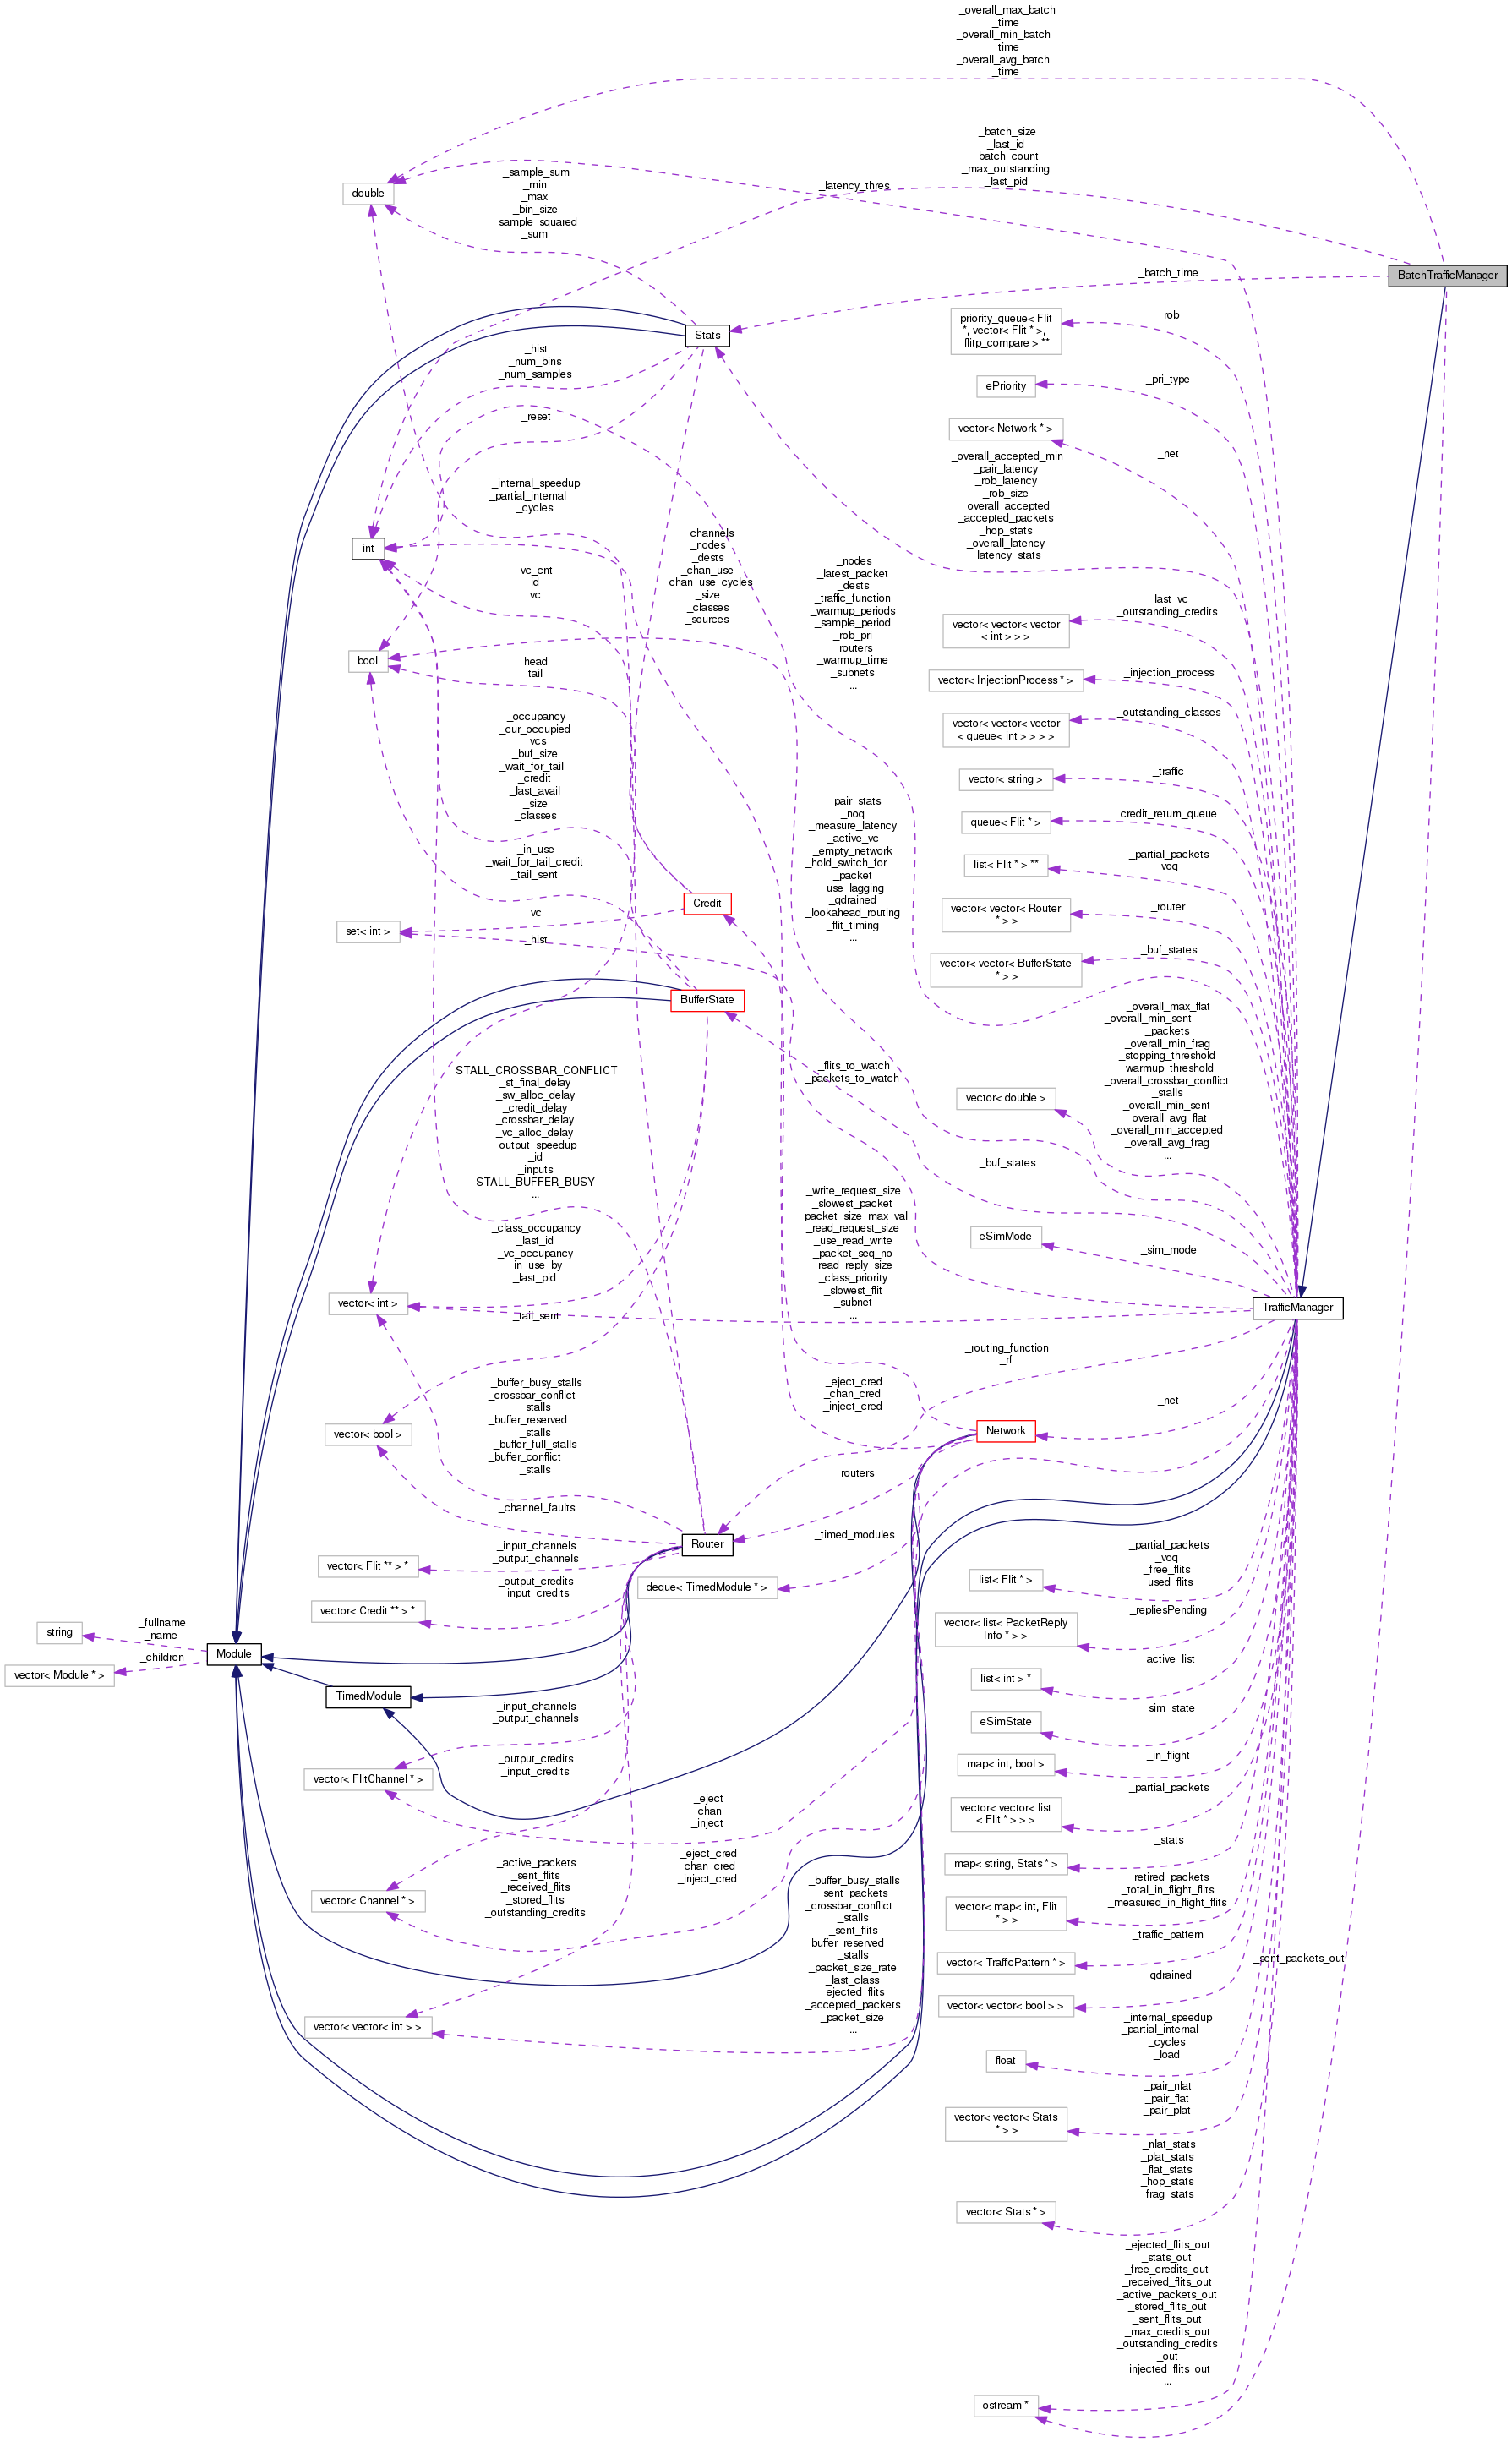 _overall_max_batch
_time
_overall_min_batch
_time
_overall_avg_batch
_time
_batch_size
_last_id
_batch_count
_max_outstanding
_last_pid
_sample_sum
_min
_max
_bin_size
_sample_squared
_sum
double
_latency_thres
BatchTrafficManager
_batch_time
Stats
priority_queue< Flit
*, vector< Flit * >,
flitp_compare > **
_rob
_hist
_num_bins
_num_samples
ePriority
_pri_type
_reset
vector< Network * >
_net
_overall_accepted_min
_pair_latency
_rob_latency
_rob_size
_overall_accepted
_accepted_packets
_hop_stats
_overall_latency
_latency_stats
_internal_speedup
_partial_internal
_cycles
int
_channels
_nodes
_dests
_chan_use
_chan_use_cycles
_size
_classes
_sources
_nodes
_latest_packet
_dests
_traffic_function
_warmup_periods
_sample_period
_rob_pri
_routers
_warmup_time
_subnets
...
vc_cnt
id
vc
vector< vector< vector
< int > > >
_last_vc
_outstanding_credits
bool
head
tail
vector< InjectionProcess * >
_injection_process
vector< vector< vector
< queue< int > > > >
_outstanding_classes
_occupancy
_cur_occupied
_vcs
_buf_size
_wait_for_tail
_credit
_last_avail
_size
_classes
vector< string >
_traffic
queue< Flit * >
credit_return_queue
_pair_stats
_noq
_measure_latency
_active_vc
_empty_network
_hold_switch_for
_packet
_use_lagging
_qdrained
_lookahead_routing
_flit_timing
...
_in_use
_wait_for_tail_credit
_tail_sent
list< Flit * > **
_partial_packets
_voq
Credit
vc
set< int >
_hist
vector< vector< Router
* > >
_router
vector< vector< BufferState
* > >
_buf_states
BufferState
_flits_to_watch
_packets_to_watch
vector< double >
_overall_max_flat
_overall_min_sent
_packets
_overall_min_frag
_stopping_threshold
_warmup_threshold
_overall_crossbar_conflict
_stalls
_overall_min_sent
_overall_avg_flat
_overall_min_accepted
_overall_avg_frag
...
STALL_CROSSBAR_CONFLICT
_st_final_delay
_sw_alloc_delay
_credit_delay
_crossbar_delay
_vc_alloc_delay
_output_speedup
_id
_inputs
STALL_BUFFER_BUSY
...
_buf_states
_write_request_size
_slowest_packet
_packet_size_max_val
_read_request_size
_use_read_write
_packet_seq_no
_read_reply_size
_class_priority
_slowest_flit
_subnet
...
eSimMode
_sim_mode
_class_occupancy
_last_id
_vc_occupancy
_in_use_by
_last_pid
vector< int >
_tail_sent
TrafficManager
_routing_function
_rf
_eject_cred
_chan_cred
_inject_cred
Network
_net
_buffer_busy_stalls
_crossbar_conflict
_stalls
_buffer_reserved
_stalls
_buffer_full_stalls
_buffer_conflict
_stalls
vector< bool >
_routers
_channel_faults
_timed_modules
Router
vector< Flit ** > *
_input_channels
_output_channels
deque< TimedModule * >
list< Flit * >
_partial_packets
_voq
_free_flits
_used_flits
vector< Credit ** > *
_output_credits
_input_credits
string
_fullname
_name
vector< list< PacketReply
Info * > >
_repliesPending
Module
_children
vector< Module * >
TimedModule
list< int > *
_active_list
_input_channels
_output_channels
eSimState
_sim_state
vector< FlitChannel * >
_output_credits
_input_credits
map< int, bool >
_in_flight
_eject
_chan
_inject
vector< vector< list
< Flit * > > >
_partial_packets
map< string, Stats * >
_stats
_eject_cred
_chan_cred
_inject_cred
vector< Channel * >
_active_packets
_sent_flits
_received_flits
_stored_flits
_outstanding_credits
_buffer_busy_stalls
_sent_packets
_crossbar_conflict
_stalls
_sent_flits
_buffer_reserved
_stalls
_packet_size_rate
_last_class
_ejected_flits
_accepted_packets
_packet_size
...
vector< map< int, Flit
* > >
_retired_packets
_total_in_flight_flits
_measured_in_flight_flits
vector< TrafficPattern * >
_traffic_pattern
_sent_packets_out
vector< vector< bool > >
_qdrained
vector< vector< int > >
float
_internal_speedup
_partial_internal
_cycles
_load
vector< vector< Stats
* > >
_pair_nlat
_pair_flat
_pair_plat
vector< Stats * >
_nlat_stats
_plat_stats
_flat_stats
_hop_stats
_frag_stats
_ejected_flits_out
_stats_out
_free_credits_out
_received_flits_out
_active_packets_out
_stored_flits_out
_sent_flits_out
_max_credits_out
_outstanding_credits
_out
_injected_flits_out
...
ostream *